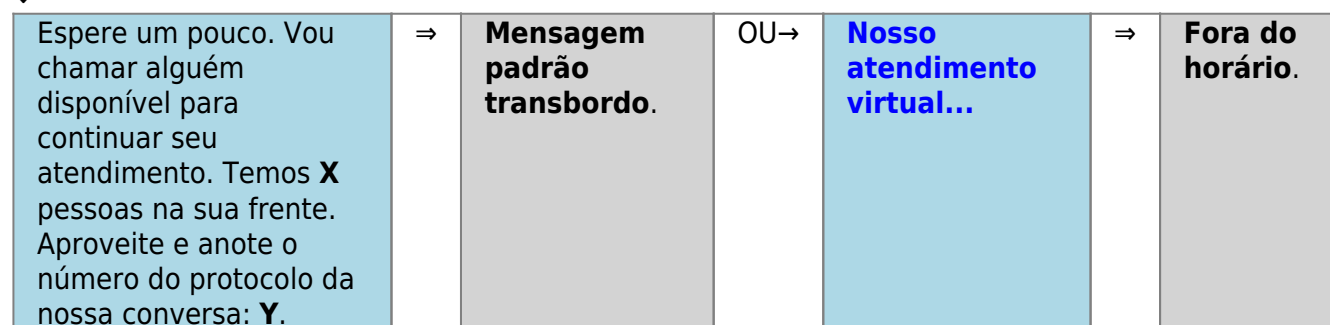 Espere um pouco. Vou
chamar alguém
disponível para
continuar seu
atendimento. Temos X
pessoas na sua frente.
Aproveite e anote o
número do protocolo da
nossa conversa: Y.
⇒
Mensagem
padrão
transbordo.
OU→
Nosso
atendimento
virtual...
⇒
Fora do
horário.